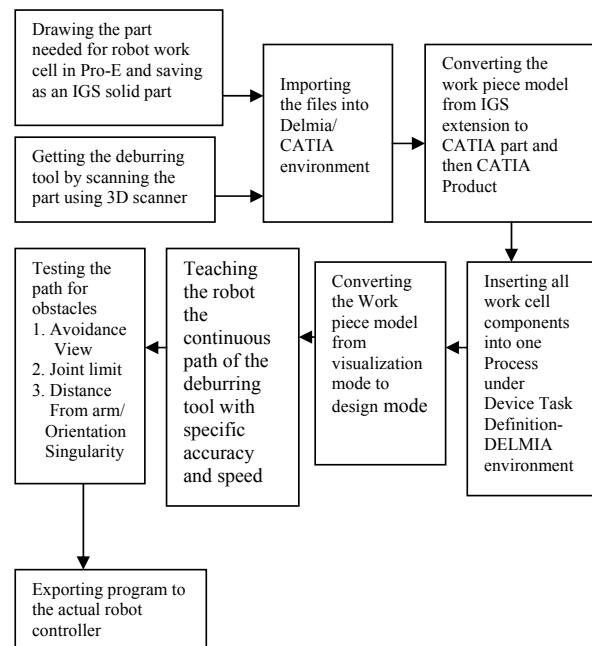 Drawing the part
needed for robot work
cell in Pro-E and saving
as an IGS solid part
Getting the deburring
tool by scanning the
part using 3D scanner
Importing
the files into
Delmia/
CATIA
environment
Converting the
work piece model
from IGS
extension to
CATIA part and
then CATIA
Product
Inserting all
work cell
components
into one
Process
under
Device Task
Definition-
DELMIA
environment
Converting
the Work
piece model
from
visualization
mode to
design mode
Teaching
the robot
the
continuous
path of the
deburring
tool with
specific
accuracy
and speed
Testing the
path for
obstacles
1. Avoidance
View
2. Joint limit
3. Distance
From arm/
Orientation
Singularity
Exporting program to
the actual robot
controller